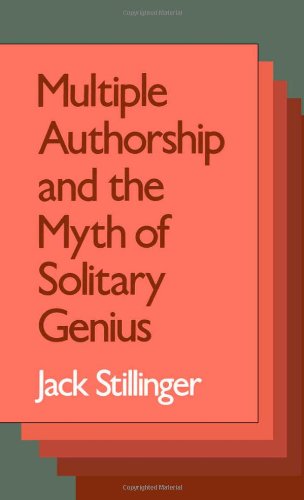 Multiple
Authorship
and the
Myth of
Solitary
Genius
Jack Stillinger